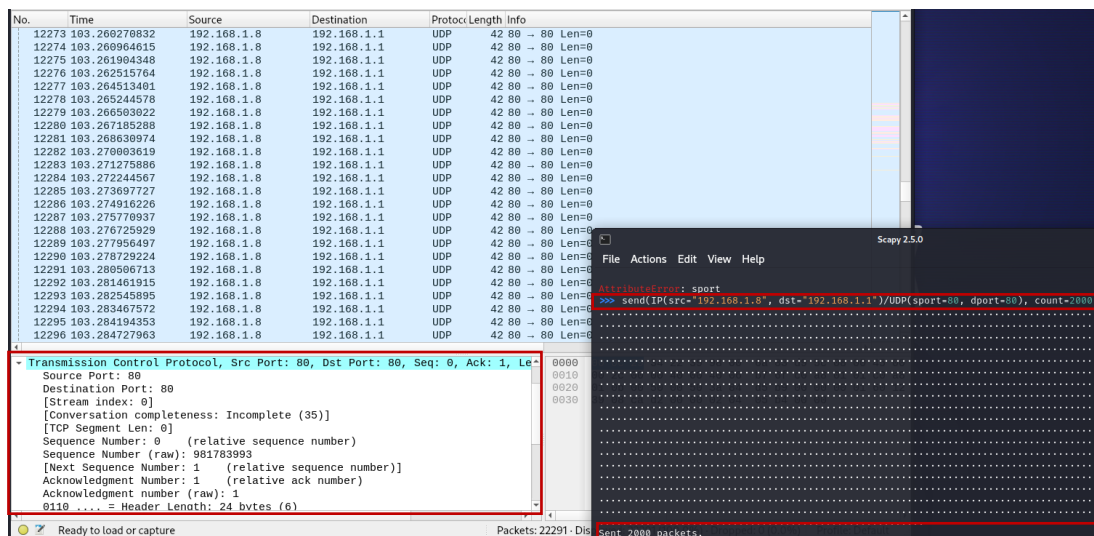 No. Time Source Destination Protocc Length Info
12273 103.260270832 192.168.1.8 192.168.1.1 UDP 42 80 → 80 Len=0
12274 103.260964615 192.168.1.8 192.168.1.1 UDP 42 80 → 80 Len=0
12275 103.261904348 192.168.1.8 192.168.1.1 UDP 42 80 → 80 Len=0
12276 103.262515764 192.168.1.8 192.168.1.1 UDP 42 80 → 80 Len=0
12277 103.264513401 192.168.1.8 192.168.1.1 UDP 42 80 → 80 Len=0
12278 103.265244578 192.168.1.8 192.168.1.1 UDP 42 80 → 80 Len=0
12279 103.266503022 192.168.1.8 192.168.1.1 UDP 42 80 → 80 Len=0
12280 103.267185288 192.168.1.8 192.168.1.1 UDP 42 80 → 80 Len=0
12281 103.268630974 192.168.1.8 192.168.1.1 UDP 42 80 → 80 Len=0
12282 103.270003619 192.168.1.8 192.168.1.1 UDP 42 80 → 80 Len=0
12283 103.271275886 192.168.1.8 192.168.1.1 UDP 42 80 → 80 Len=0
12284 103.272244567 192.168.1.8 192.168.1.1 UDP 42 80 → 80 Len=0
12285 103.273697727 192.168.1.8 192.168.1.1 UDP 42 80 → 80 Len=0
12286 103.274916226 192.168.1.8 192.168.1.1 UDP 42 80 → 80 Len=0
12287 103.275770937 192.168.1.8 192.168.1.1 UDP 42 80 → 80 Len=0
12288 103.276725929 192.168.1.8 192.168.1.1 UDP 42 80 → 80 Len=0
12289 103.277956497 192.168.1.8 192.168.1.1 UDP 42 80 → 80 Len=0
12290 103.278729224 192.168.1.8 192.168.1.1 UDP 42 80 → 80 Len=0
12291 103.280506713 192.168.1.8 192.168.1.1 UDP 42 80 → 80 Len=0
12292 103.281461915 192.168.1.8 192.168.1.1 UDP 42 80 → 80 Len=0
12293 103.282545895 192.168.1.8 192.168.1.1 UDP 42 80 → 80 Len=0
12294 103.283467572 192.168.1.8 192.168.1.1 UDP 42 80 → 80 Len=0
12295 103.284194353 192.168.1.8 192.168.1.1 UDP 42 80 → 80 Len=0
12296 103.284727963 192.168.1.8 192.168.1.1 UDP 42 80 → 80 Len=0
Transmission Control Protocol, Src Port: 80, Dst Port: 80, Seq: 0, Ack: 1, Le
Source Port: 80
Destination Port: 80
[Stream index: 0]
[Conversation completeness: Incomplete (35)]
[TCP Segment Len: 0]
Sequence Number: 0 (relative sequence number)
Sequence Number (raw): 981783993
[Next Sequence Number: 1 (relative sequence number)]
Acknowledgment Number: 1 (relative ack number)
Acknowledgment number (raw): 1
0110 .... = Header Length: 24 bytes (6)
0000
0010
0020
0030
Ready to load or capture
Packets: 22291 · Dis
Scapy 2.5.0
File Actions Edit View Help
AttributeError: sport
>>> send(IP(src="192.168.1.8", dst="192.168.1.1")/UDP(sport=80, dport=80), count=2000
Sent 2000 packets.